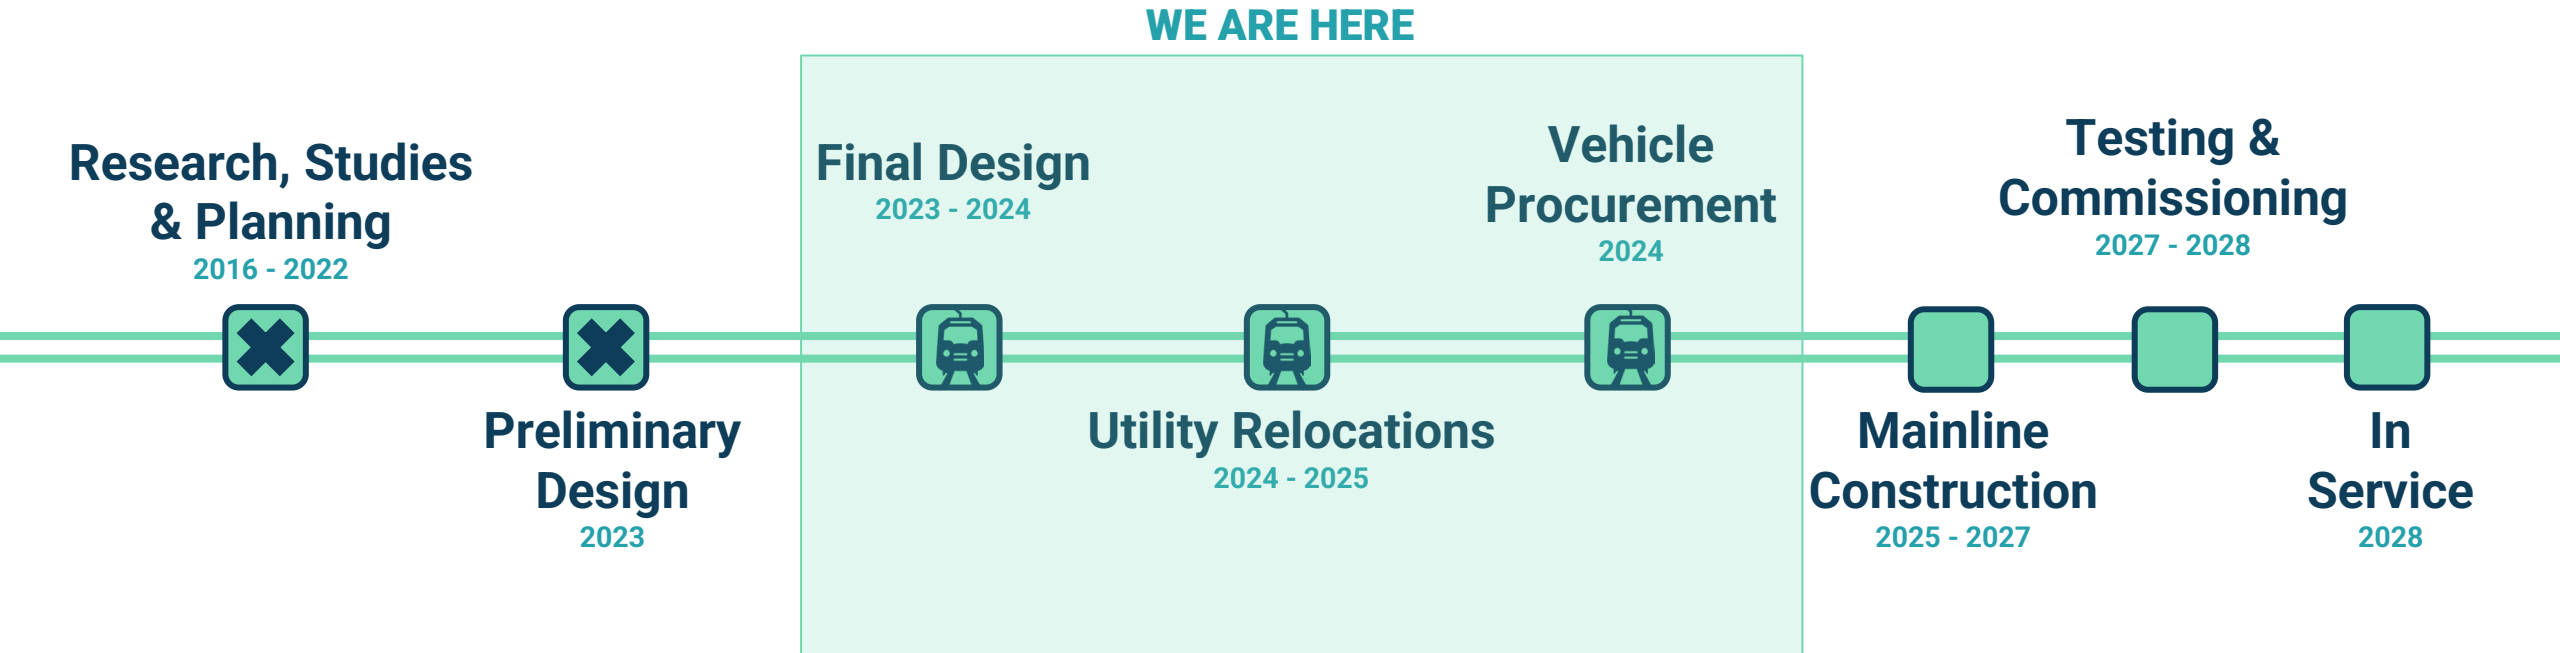 WE ARE HERE
Research, Studies
& Planning
2016 - 2022
Preliminary
Design
2023
Final Design
2023 - 2024
Utility Relocations
2024 - 2025
Vehicle
Procurement
2024
Mainline
Construction
2025 - 2027
Testing &
Commissioning
2027 - 2028
In
Service
2028